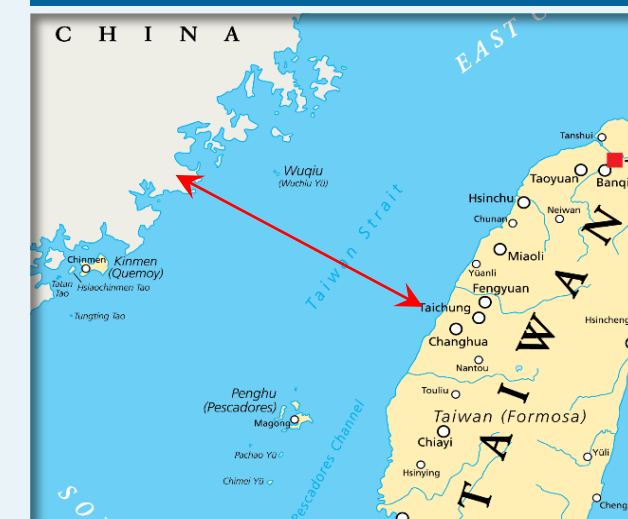 CHINA
EAST C
Tanshui
Wuqiu
(Wuchiu Yü)
Taoyuan
Banqi
Hsinchu
Neiwan
Chunan
Taiwan Strait
Miaoli
Chinmen
Kinmen
(Quemoy)
Yüanli
Tatan
Tao
Hsiaochinmen Tao
Fengyuan
Taichung
Tungting Tao
Hsincheng
Changhua
TAIWAN
Nantou
Penghu
(Pescadores)
Touliu
Magong
Taiwan (Formosa)
Chiayi
Pachao Yü
Yüli
Hsinying
Chimei Yü
Pescadores Channel
SO
Cheng